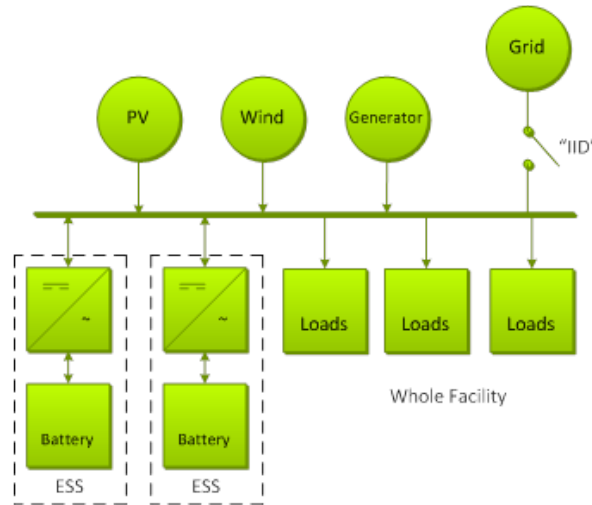 Grid
PV
Wind
Generator
“IID”
~
~
Loads
Loads
Loads
Battery
Battery
Whole Facility
ESS
ESS